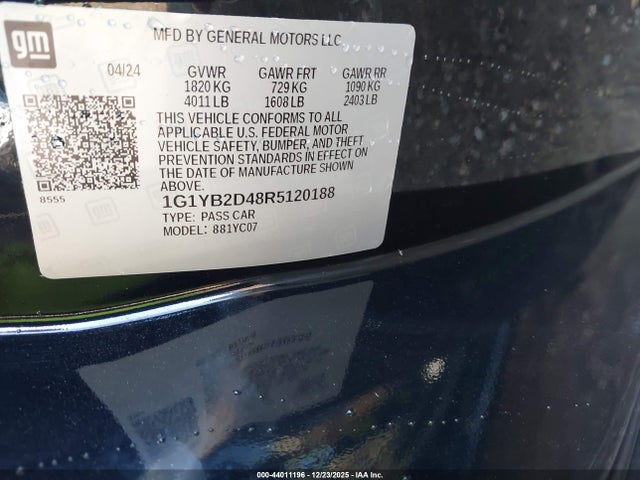 gm
MFD BY GENERAL MOTORS LLC
04/24 GVWR GAWR FRT GAWR RR
1820 KG 729 KG 1090 KG
4011 LB 1608 LB 2403 LB
THIS VEHICLE CONFORMS TO ALL
APPLICABLE U.S. FEDERAL MOTOR
VEHICLE SAFETY, BUMPER, AND THEFT
PREVENTION STANDARDS IN EFFECT ON
THE DATE OF MANUFACTURE SHOWN
ABOVE.
8555
1G1YB2D48R5120188
TYPE: PASS CAR
MODEL: 881YC07
000-44011196 - 12/23/2025 - IAA Inc.